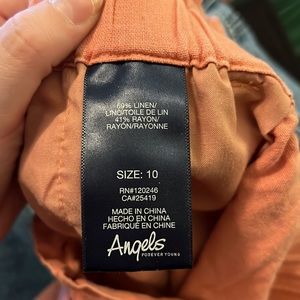 59% LINEN/
LINO/TOILE DE LIN
41% RAYON/
RAYÓN/RAYONNE
SIZE: 10
RN#120246
CA#25419
MADE IN CHINA
HECHO EN CHINA
FABRIQUÉ EN CHINE
Angels
FOREVER YOUNG